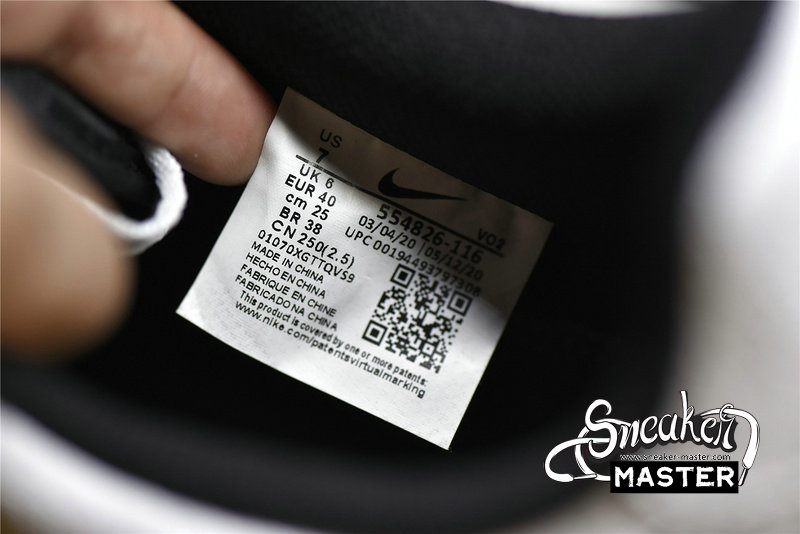 US
7
UK 6
EUR 40
cm 25
BR 38
CN 250(2.5)
554826-116 VO2
03/04/20 | 05/12/20
UPC 00194493797308
01070XGTTQVS9
MADE IN CHINA
HECHO EN CHINA
FABRIQUE EN CHINE
FABRICADO NA CHINA
This product is covered by one or more patents:
www.nike.com/patentsvirtualmarking
Sneaker
www.sneaker-master.com
MASTER